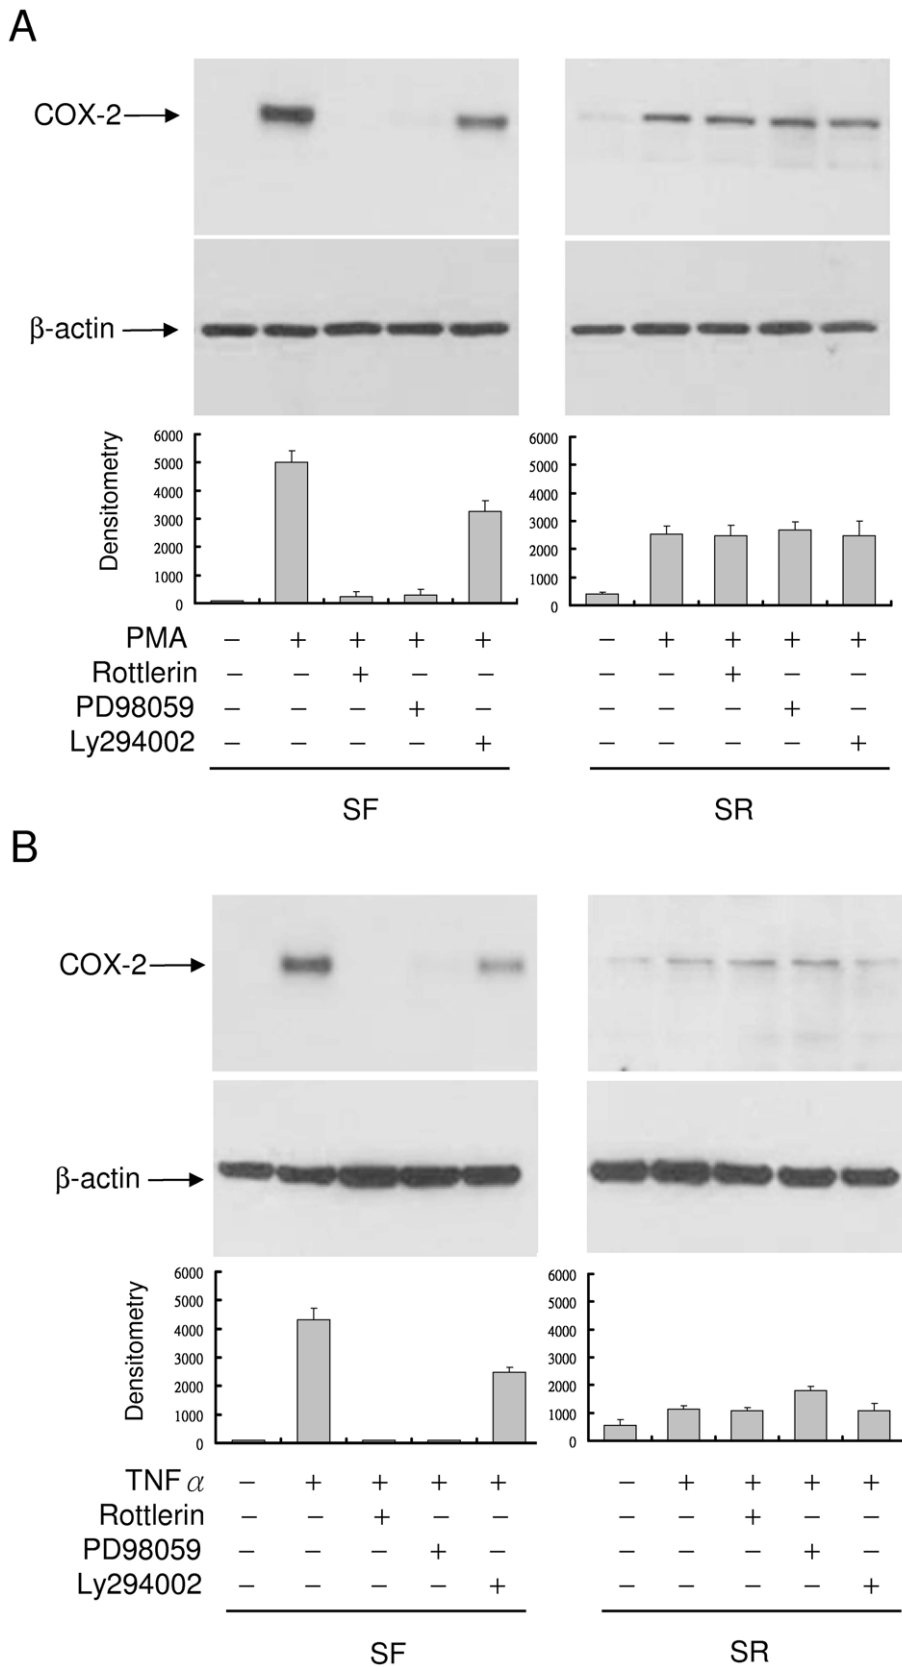 A
COX-2
β-actin
Densitometry
6000
5000
4000
3000
2000
1000
0
6000
5000
4000
3000
2000
1000
0
PMA − + + + + − + + + +
Rottlerin − − + − − − − + − −
PD98059 − − − + − − − − + −
Ly294002 − − − − + − − − − +
SF SR
B
COX-2
β-actin
Densitometry
6000
5000
4000
3000
2000
1000
0
6000
5000
4000
3000
2000
1000
0
TNF α − + + + + − + + + +
Rottlerin − − + − − − − + − −
PD98059 − − − + − − − − + −
Ly294002 − − − − + − − − − +
SF SR